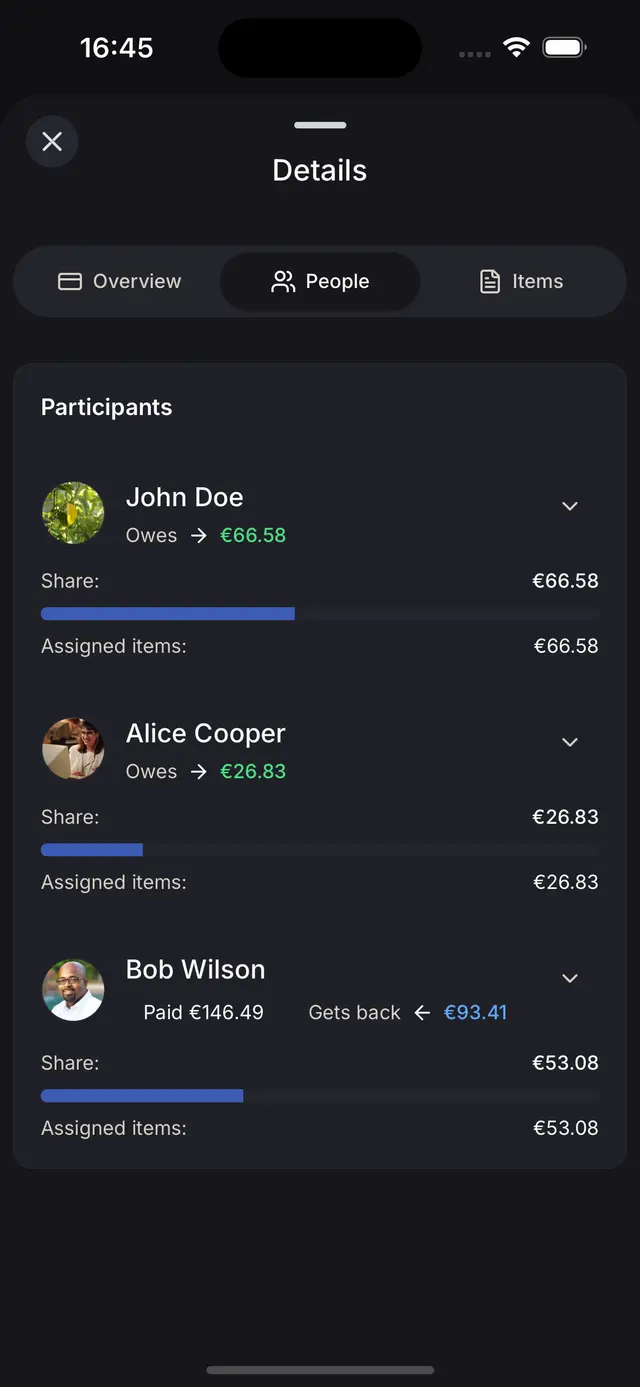 16:45
Details
Overview People Items
Participants
John Doe
Owes → €66.58
Share: €66.58
Assigned items: €66.58
Alice Cooper
Owes → €26.83
Share: €26.83
Assigned items: €26.83
Bob Wilson
Paid €146.49 Gets back ← €93.41
Share: €53.08
Assigned items: €53.08